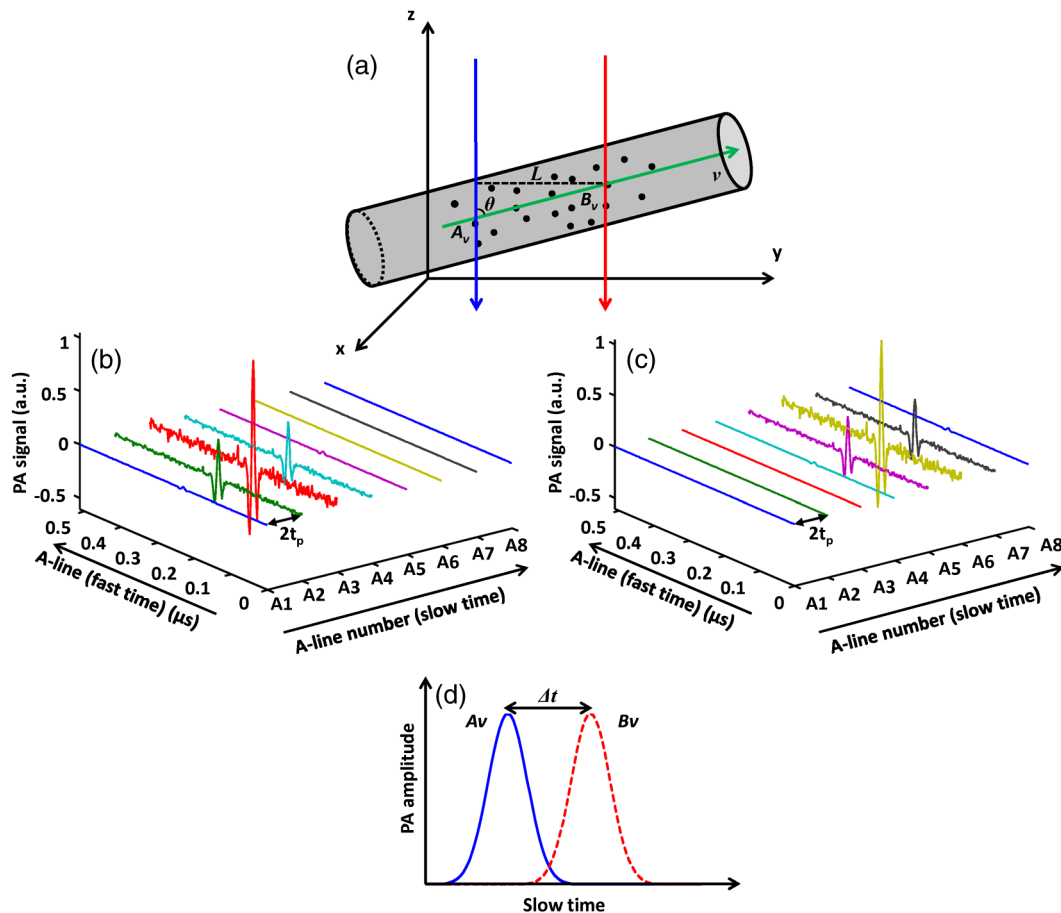 (a)
z
L
θ
A_v
B_v
v
y
x
(b)
PA signal (a.u.)
1
0.5
0
-0.5
2t_p
0.5
0.4
0.3
0.2
0.1
0
A-line (fast time) (μs)
A1 A2 A3 A4 A5 A6 A7 A8
A-line number (slow time)
(c)
PA signal (a.u.)
1
0.5
0
-0.5
2t_p
0.5
0.4
0.3
0.2
0.1
0
A-line (fast time) (μs)
A1 A2 A3 A4 A5 A6 A7 A8
A-line number (slow time)
(d)
Δt
Av
Bv
PA amplitude
Slow time